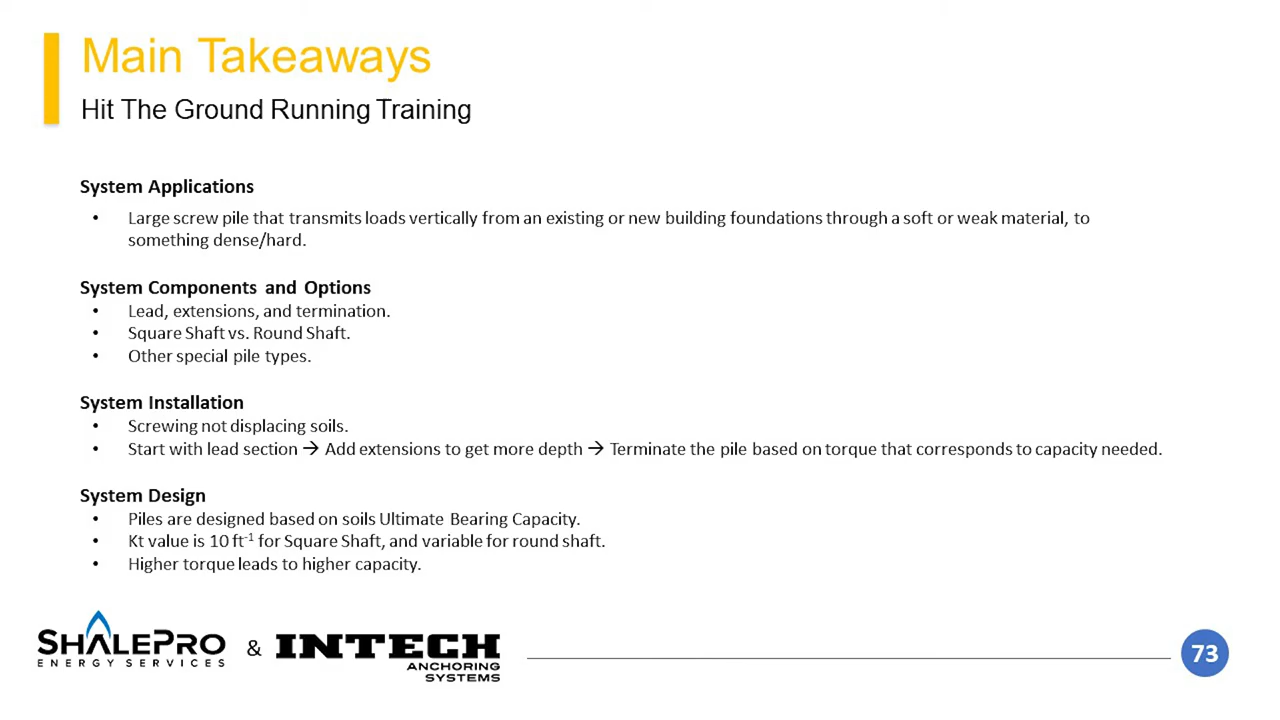 Main Takeaways
Hit The Ground Running Training
System Applications
• Large screw pile that transmits loads vertically from an existing or new building foundations through a soft or weak material, to
something dense/hard.
System Components and Options
• Lead, extensions, and termination.
• Square Shaft vs. Round Shaft.
• Other special pile types.
System Installation
• Screwing not displacing soils.
• Start with lead section → Add extensions to get more depth → Terminate the pile based on torque that corresponds to capacity needed.
System Design
• Piles are designed based on soils Ultimate Bearing Capacity.
• Kt value is 10 ft⁻¹ for Square Shaft, and variable for round shaft.
• Higher torque leads to higher capacity.
SHALEPRO
ENERGY SERVICES
&
INTECH
ANCHORING
SYSTEMS
73